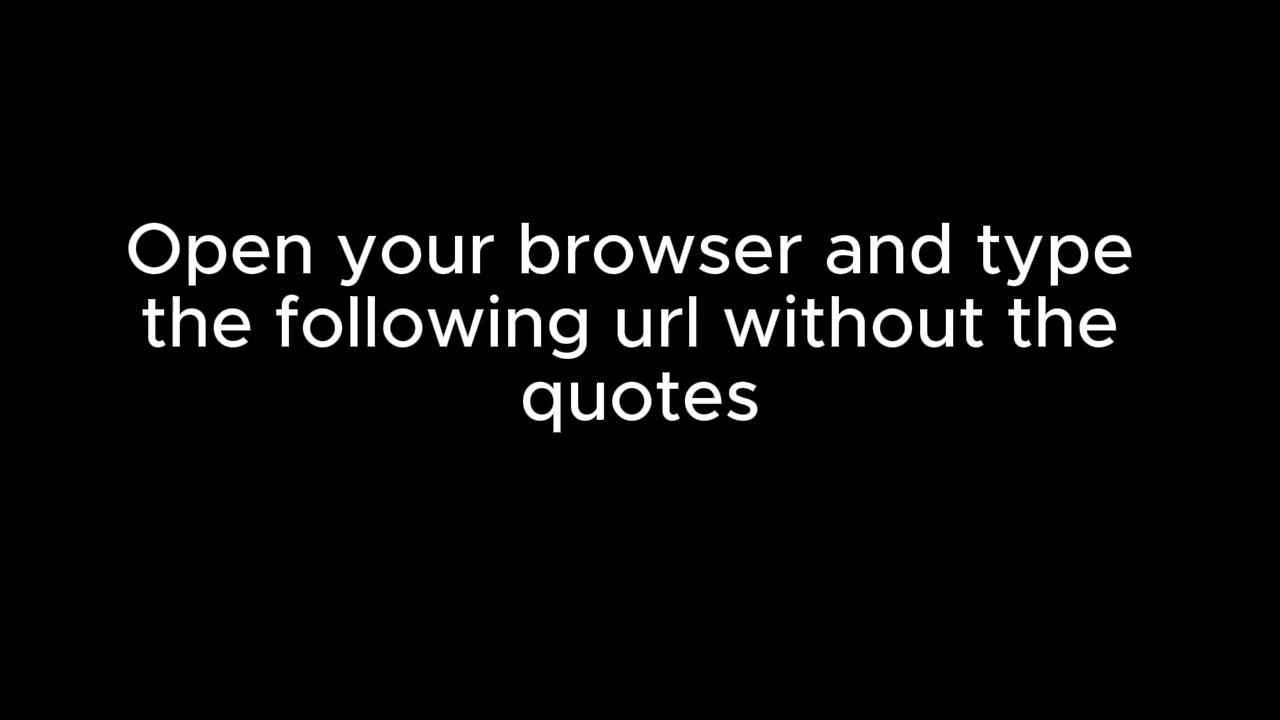 Open your browser and type
the following url without the
quotes